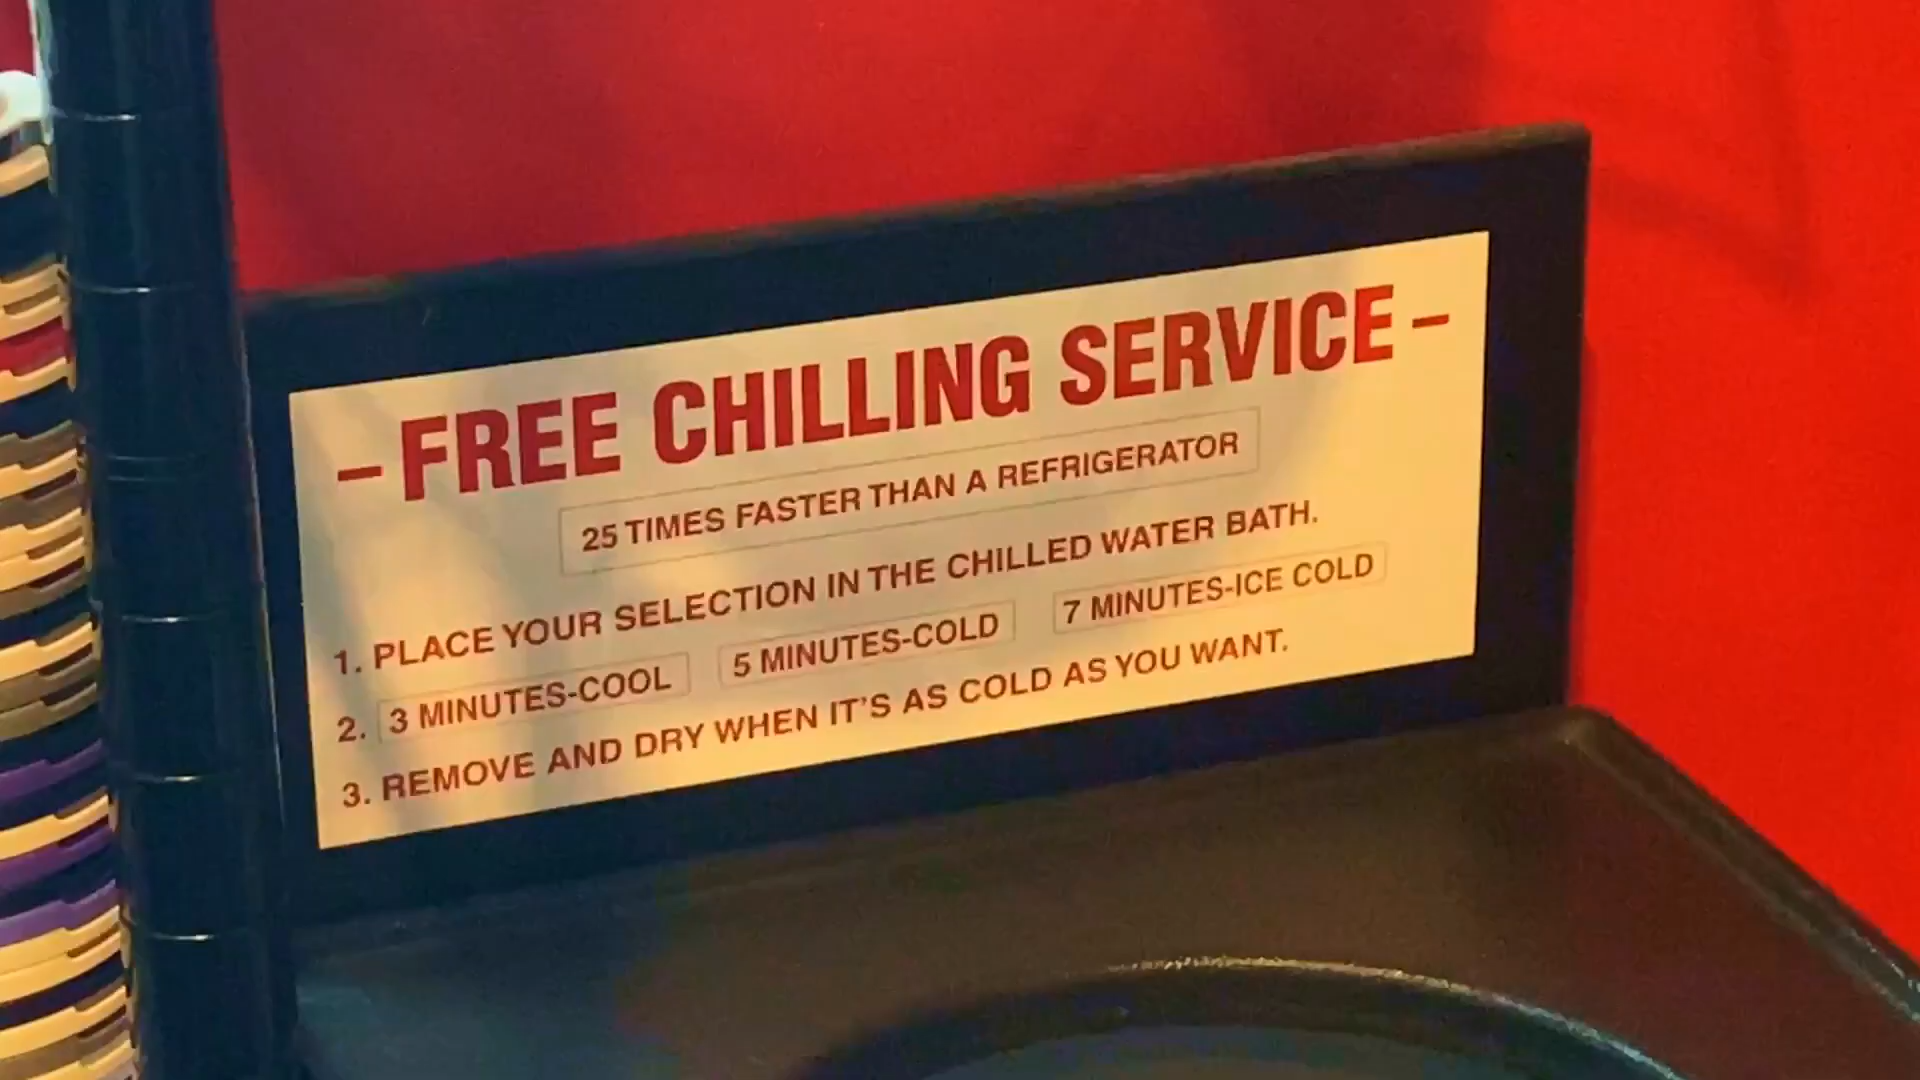 – FREE CHILLING SERVICE –
25 TIMES FASTER THAN A REFRIGERATOR
1. PLACE YOUR SELECTION IN THE CHILLED WATER BATH.
2. 3 MINUTES-COOL 5 MINUTES-COLD 7 MINUTES-ICE COLD
3. REMOVE AND DRY WHEN IT'S AS COLD AS YOU WANT.